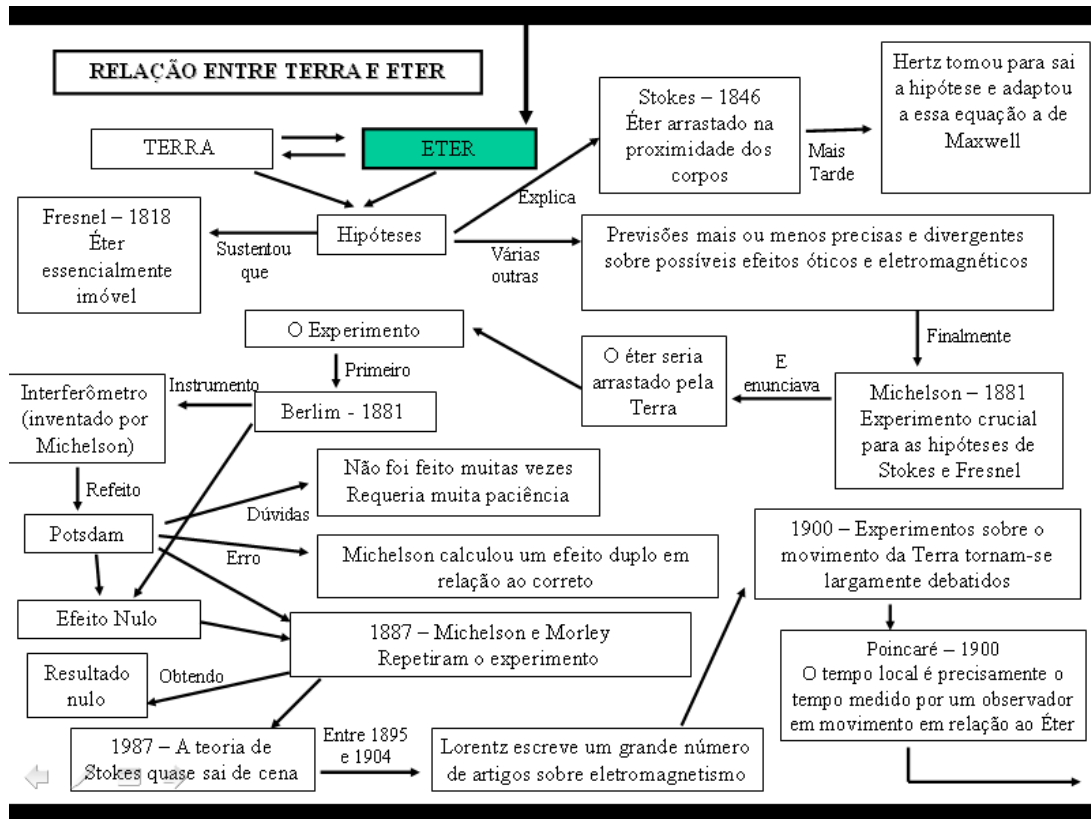 RELAÇÃO ENTRE TERRA E ETER
TERRA
ETER
Stokes – 1846
Éter arrastado na
proximidade dos
corpos
Mais
Tarde
Hertz tomou para sai
a hipótese e adaptou
a essa equação a de
Maxwell
Explica
Fresnel – 1818
Éter
essencialmente
imóvel
Sustentou
que
Hipóteses
Várias
outras
Previsões mais ou menos precisas e divergentes
sobre possíveis efeitos óticos e eletromagnéticos
Finalmente
Michelson – 1881
Experimento crucial
para as hipóteses de
Stokes e Fresnel
E
enunciava
O éter seria
arrastado pela
Terra
O Experimento
Primeiro
Berlim - 1881
Instrumento
Interferômetro
(inventado por
Michelson)
Refeito
Potsdam
Dúvidas
Não foi feito muitas vezes
Requeria muita paciência
Erro
Michelson calculou um efeito duplo em
relação ao correto
Efeito Nulo
1887 – Michelson e Morley
Repetiram o experimento
Obtendo
Resultado
nulo
1987 – A teoria de
Stokes quase sai de cena
Entre 1895
e 1904
Lorentz escreve um grande número
de artigos sobre eletromagnetismo
1900 – Experimentos sobre o
movimento da Terra tornam-se
largamente debatidos
Poincaré – 1900
O tempo local é precisamente o
tempo medido por um observador
em movimento em relação ao Éter